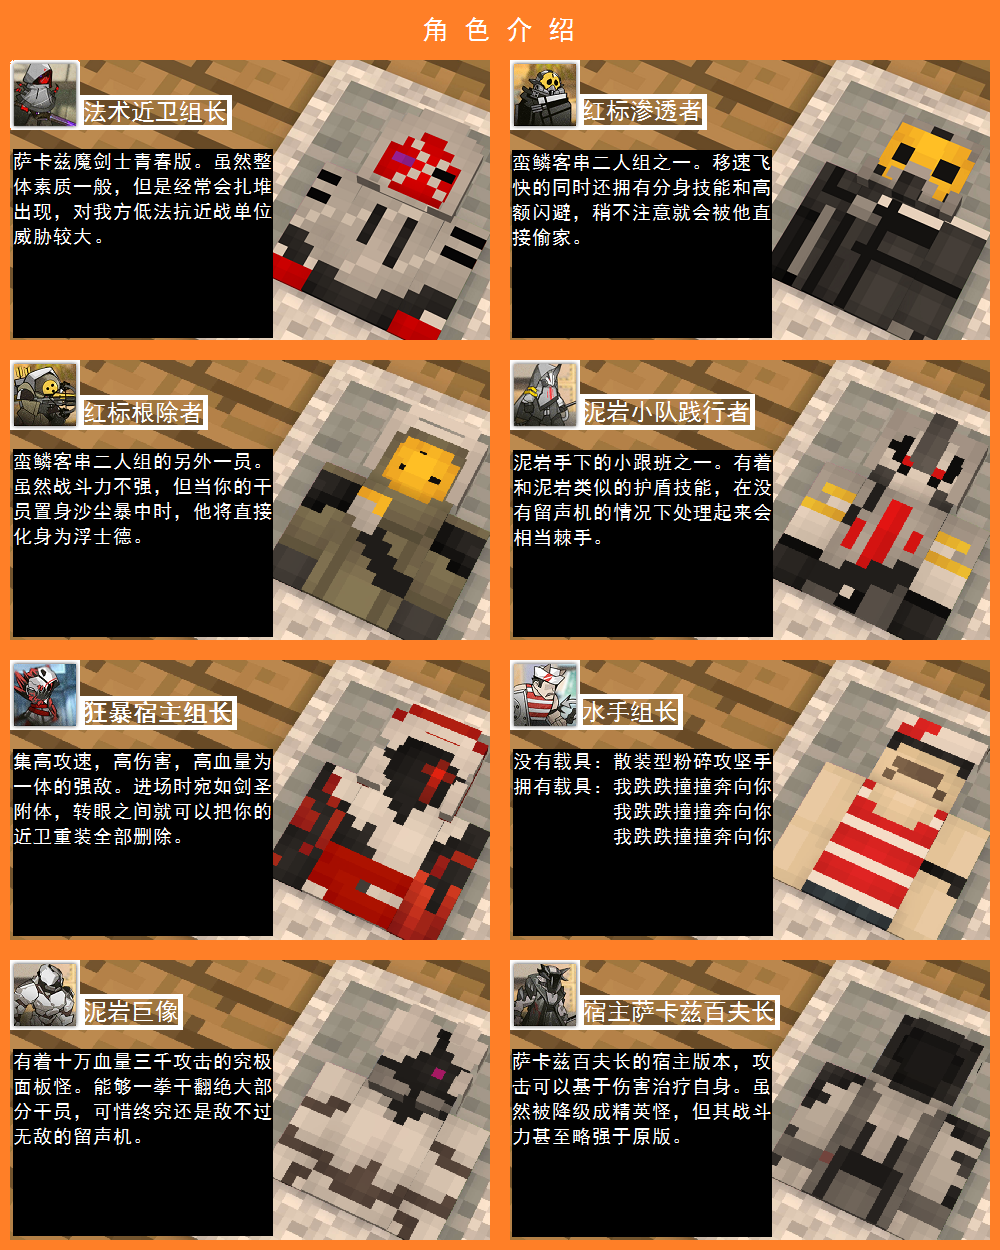 角色介绍
法术近卫组长
萨卡兹魔剑士青春版。虽然整
体素质一般，但是经常会扎堆
出现，对我方低法抗近战单位
威胁较大。
红标渗透者
蛮鳞客串二人组之一。移速飞
快的同时还拥有分身技能和高
额闪避，稍不注意就会被他直
接偷家。
红标根除者
蛮鳞客串二人组的另外一员。
虽然战斗力不强，但当你的干
员置身沙尘暴中时，他将直接
化身为浮士德。
泥岩小队践行者
泥岩手下的小跟班之一。有着
和泥岩类似的护盾技能，在没
有留声机的情况下处理起来会
相当棘手。
狂暴宿主组长
集高攻速，高伤害，高血量为
一体的强敌。进场时宛如剑圣
附体，转眼之间就可以把你的
近卫重装全部删除。
水手组长
没有载具：散装型粉碎攻坚手
拥有载具：我跌跌撞撞奔向你
我跌跌撞撞奔向你
我跌跌撞撞奔向你
泥岩巨像
有着十万血量三千攻击的究极
面板怪。能够一拳干翻绝大部
分干员，可惜终究还是敌不过
无敌的留声机。
宿主萨卡兹百夫长
萨卡兹百夫长的宿主版本，攻
击可以基于伤害治疗自身。虽
然被降级成精英怪，但其战斗
力甚至略强于原版。